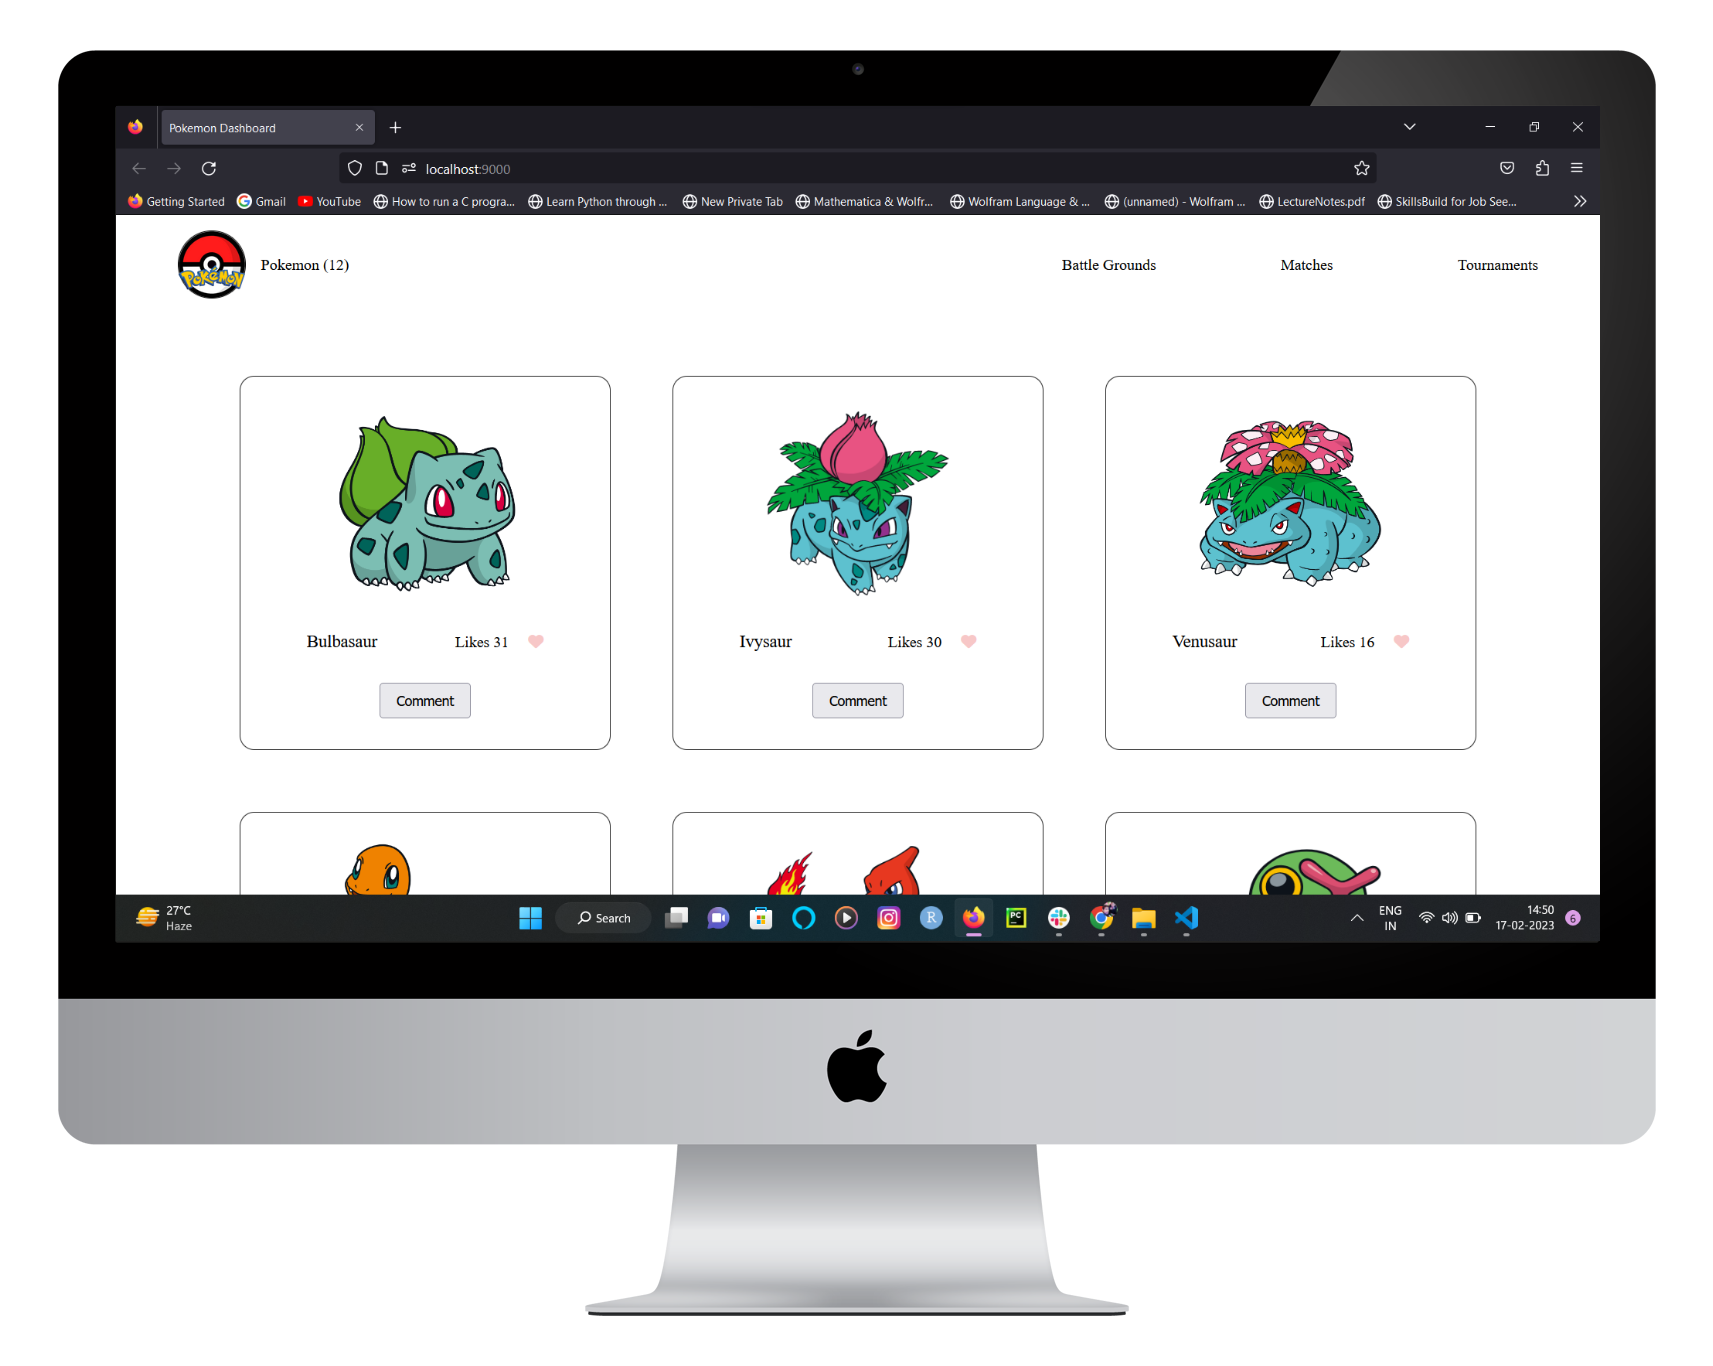 Pokemon Dashboard
localhost:9000
Getting Started Gmail YouTube How to run a C progra... Learn Python through ... New Private Tab Mathematica & Wolfr... Wolfram Language & ... (unnamed) - Wolfram ... LectureNotes.pdf SkillsBuild for Job See...
Pokémon
Pokemon (12) Battle Grounds Matches Tournaments
Bulbasaur Likes 31 Ivysaur Likes 30 Venusaur Likes 16
Comment Comment Comment
27°C
Haze
Search
R
PC
ENG
IN
14:50
17-02-2023
6